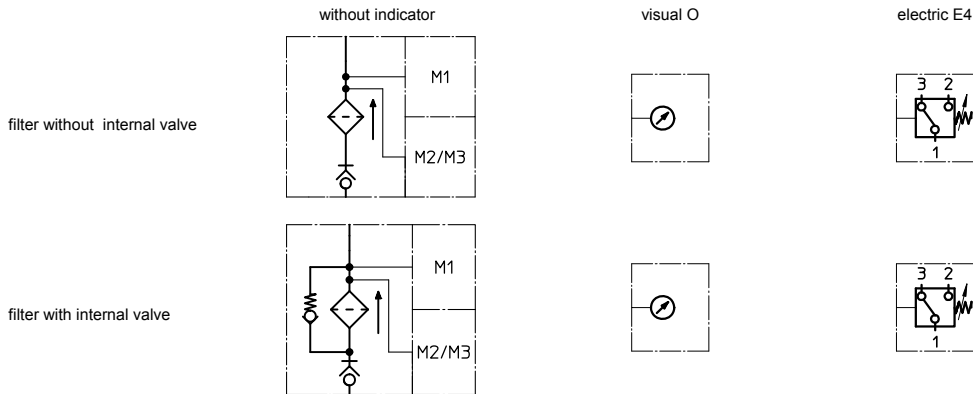 without indicator visual O electric E4
M1
3 2
filter without internal valve
M2/M3
1
M1
3 2
filter with internal valve
M2/M3
1